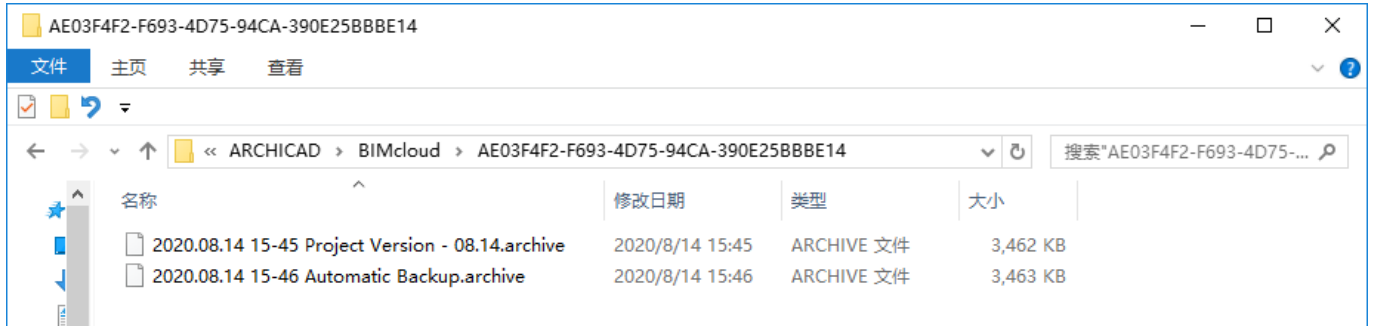 AE03F4F2-F693-4D75-94CA-390E25BBBE14
文件 主页 共享 查看
« ARCHICAD › BIMcloud › AE03F4F2-F693-4D75-94CA-390E25BBBE14 搜索"AE03F4F2-F693-4D75-...
名称 修改日期 类型 大小
2020.08.14 15-45 Project Version - 08.14.archive 2020/8/14 15:45 ARCHIVE 文件 3,462 KB
2020.08.14 15-46 Automatic Backup.archive 2020/8/14 15:46 ARCHIVE 文件 3,463 KB